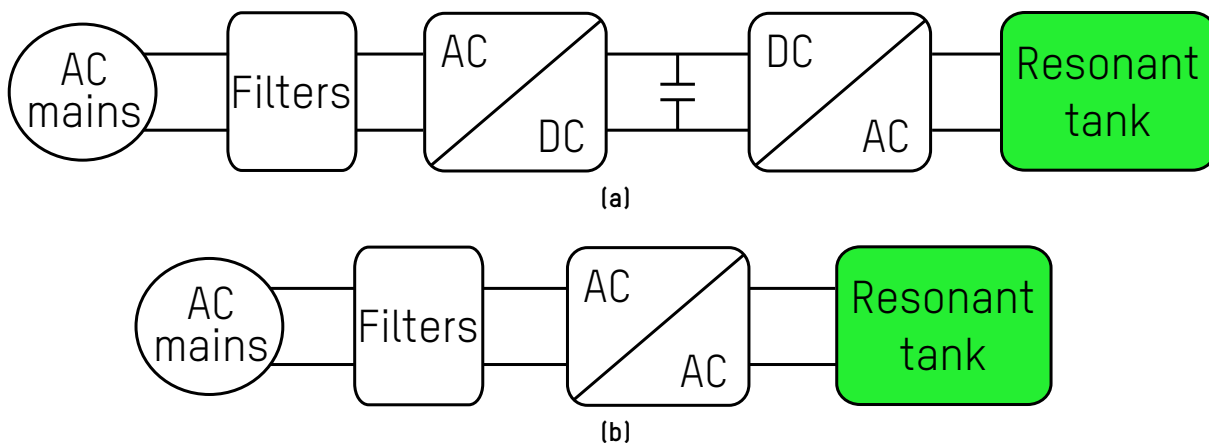 AC
mains
Filters
AC
DC
DC
AC
Resonant
tank
(a)
AC
mains
Filters
AC
AC
Resonant
tank
(b)